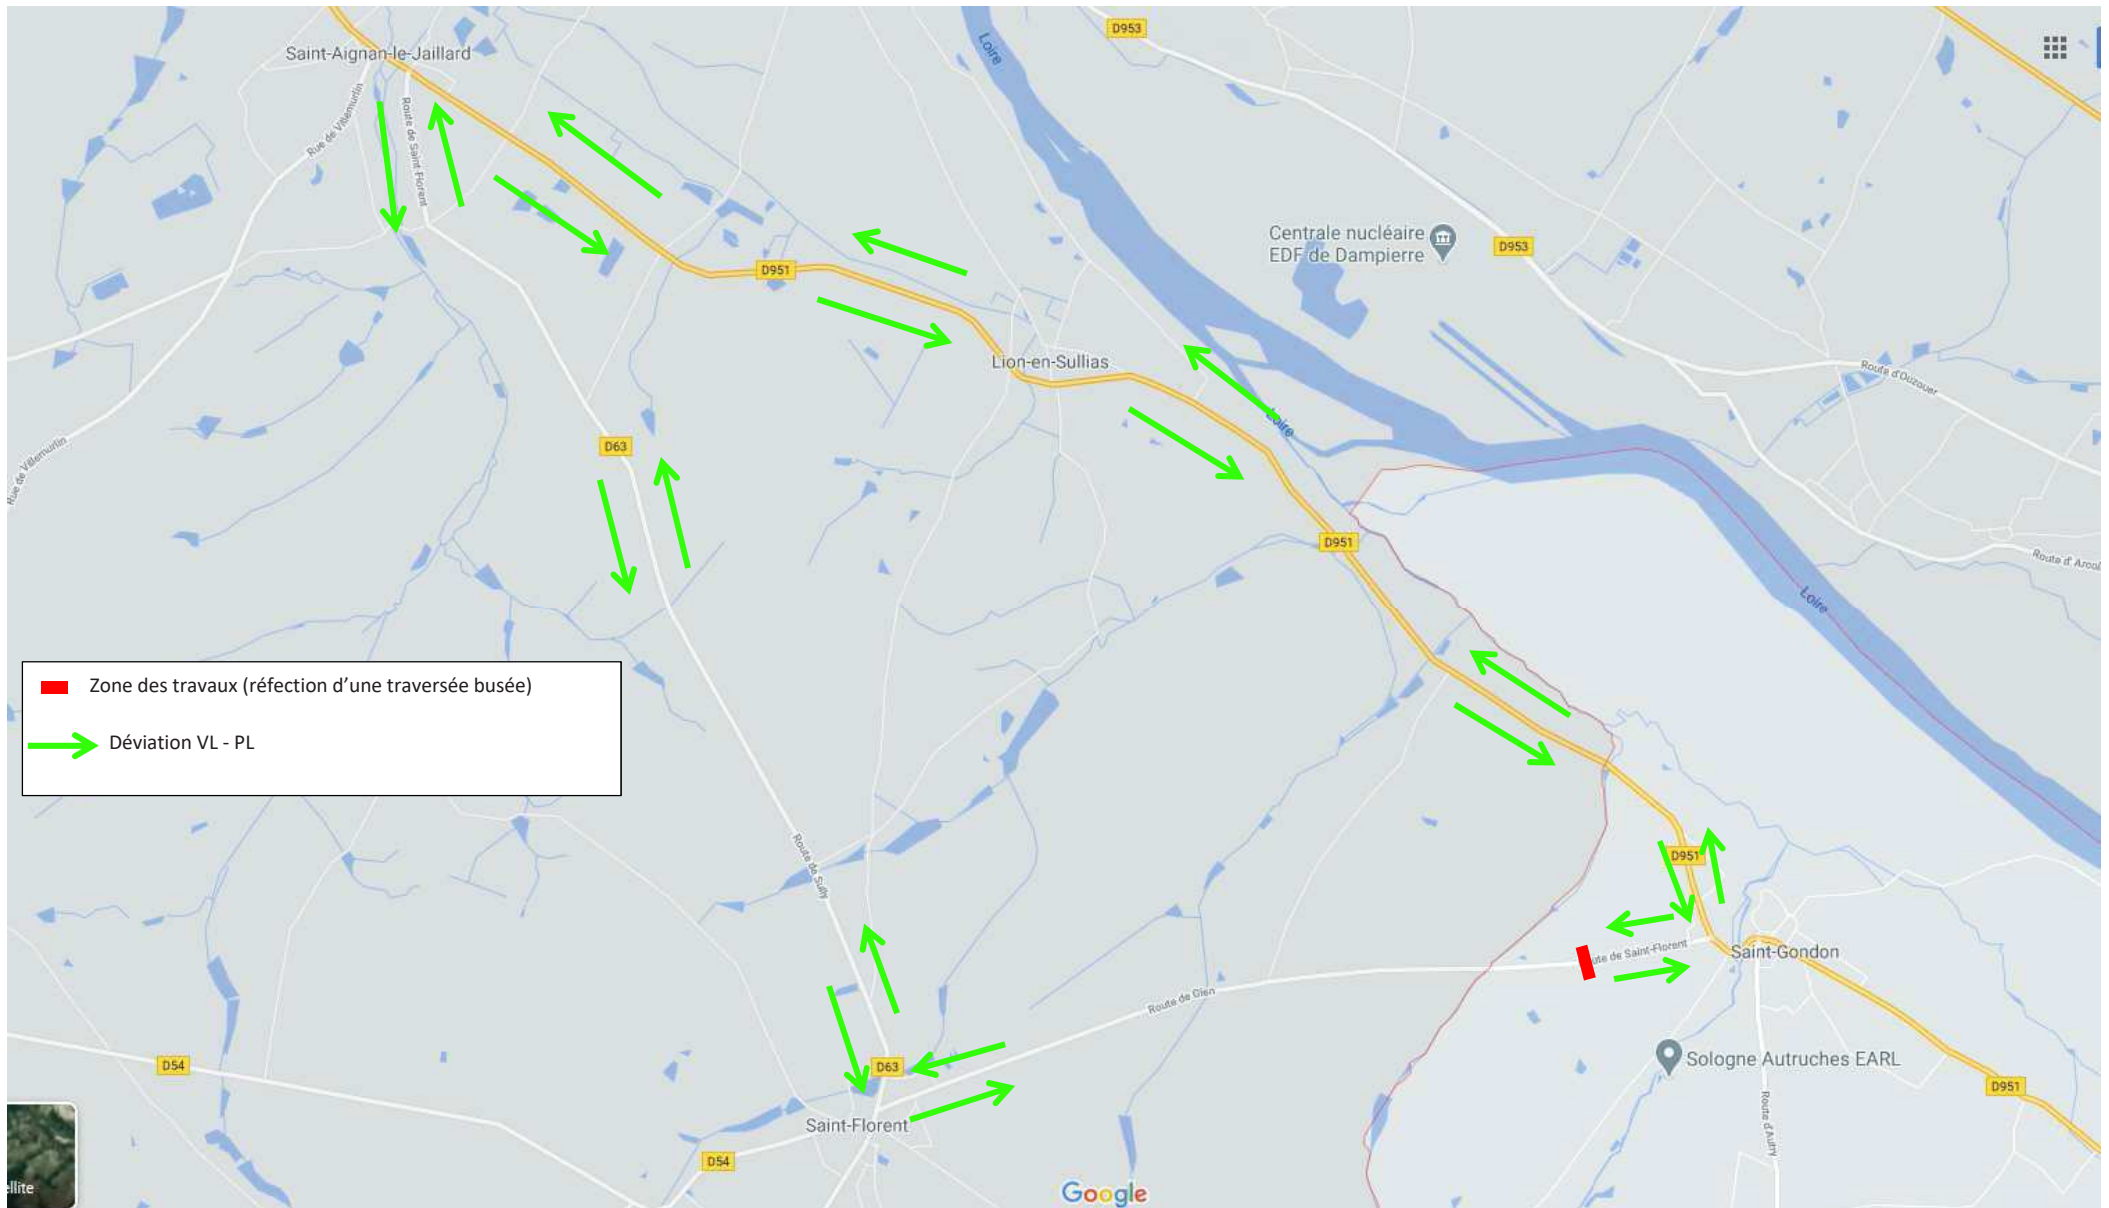 D953
Saint-Aignan-le-Jaillard
Loire
Rue de Villemurlin
Route de Saint Florent
Centrale nucléaire
EDF de Dampierre
D953
D951
Lion-en-Sullias
Route d'Ouzouer
Loire
D63
Rue de Villemurlin
D951
Route d'Arcol
Loire
Zone des travaux (réfection d'une traversée busée)
Déviation VL - PL
Route de Sully
D951
ute de Saint-Florent
Saint-Gondon
Route de Gien
D54
D63
Sologne Autruches EARL
D951
Saint-Florent
Route d'Autry
D54
ellite
Google